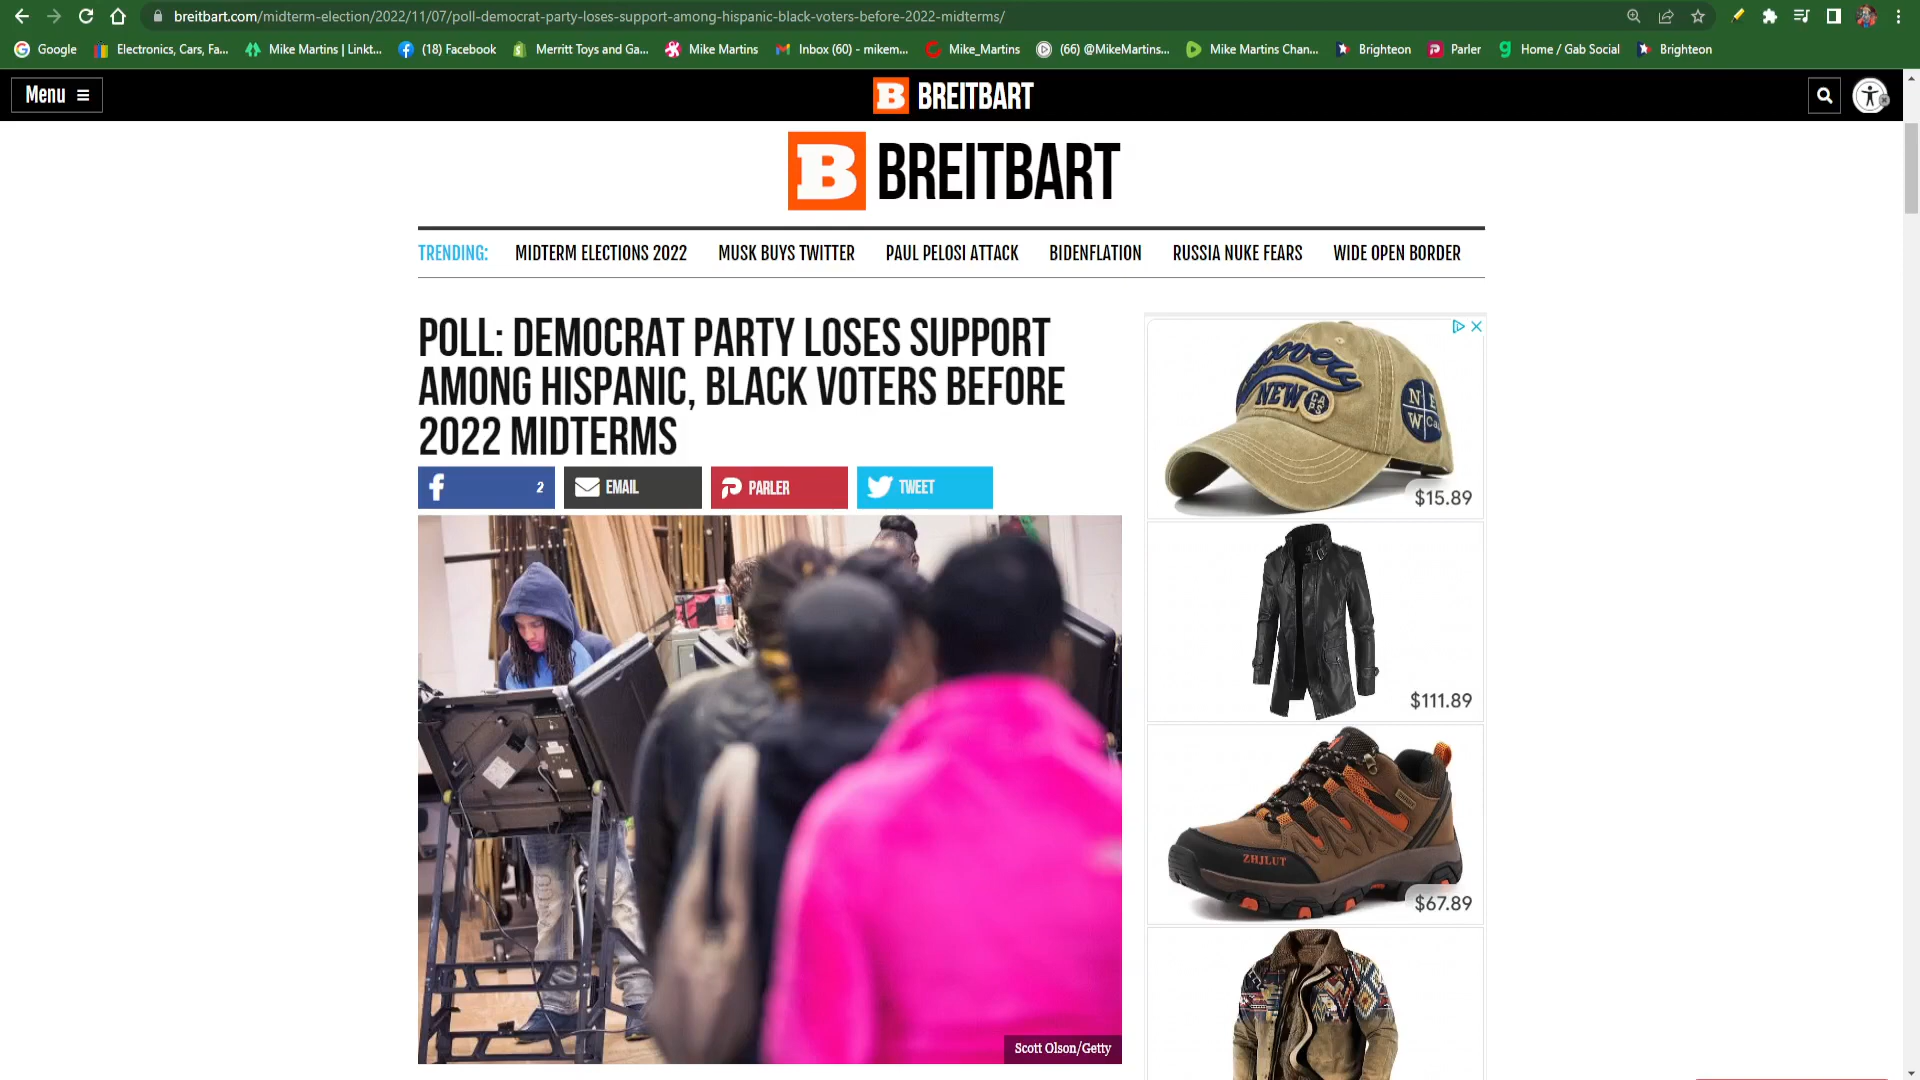 breitbart.com/midterm-election/2022/11/07/poll-democrat-party-loses-support-among-hispanic-black-voters-before-2022-midterms/
Google Electronics, Cars, Fa... Mike Martins | Linkt... (18) Facebook Merritt Toys and Ga... Mike Martins Inbox (60) - mikem... Mike_Martins (66) @MikeMartins... Mike Martins Chan... Brighteon Parler Home / Gab Social Brighteon
Menu
B BREITBART
B BREITBART
TRENDING: MIDTERM ELECTIONS 2022 MUSK BUYS TWITTER PAUL PELOSI ATTACK BIDENFLATION RUSSIA NUKE FEARS WIDE OPEN BORDER
POLL: DEMOCRAT PARTY LOSES SUPPORT
AMONG HISPANIC, BLACK VOTERS BEFORE
2022 MIDTERMS
2 EMAIL PARLER TWEET
Scott Olson/Getty
NEW
CA
PS
N E
W Ca
$15.89
$111.89
ZHJLUT
$67.89